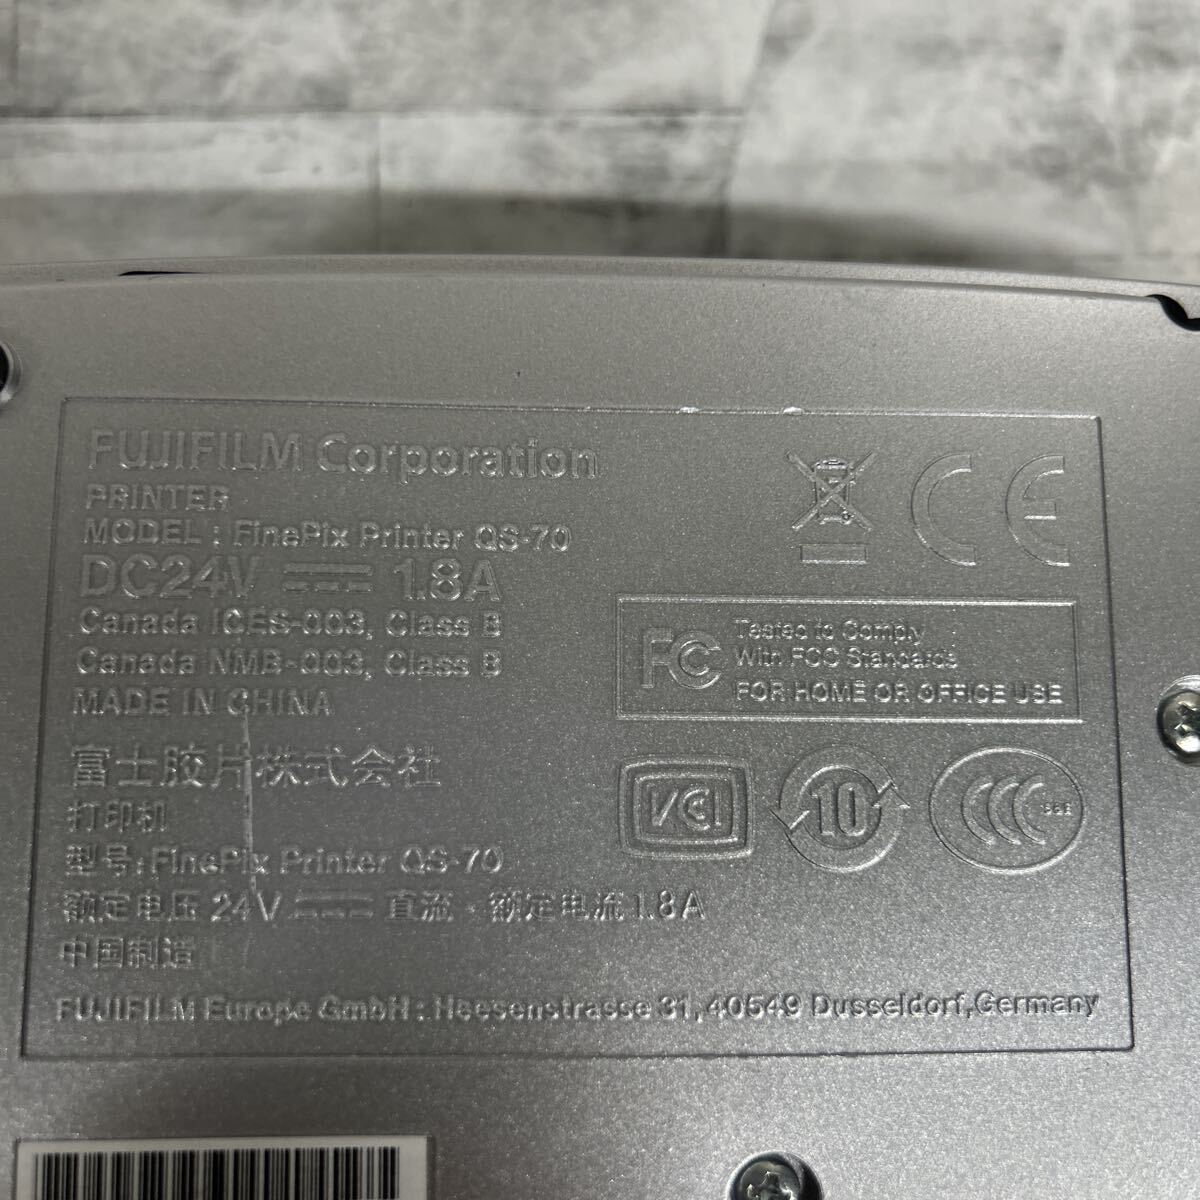 FUJIFILM Corporation
PRINTER
MODEL : FinePix Printer QS-70
DC24V ⎓ 1.8A
Canada ICES-003, Class B
Canada NMB-003, Class B
MADE IN CHINA
CE
FC
Tested to Comply
With FCC Standards
FOR HOME OR OFFICE USE
富士胶片株式会社
打印机
型号:FinePix Printer QS-70
额定电压 24V ⎓ 直流 · 额定电流 1.8A
中国制造
VCI
10
CCC
S&E
FUJIFILM Europe GmbH : Heesenstrasse 31, 40549 Dusseldorf,Germany